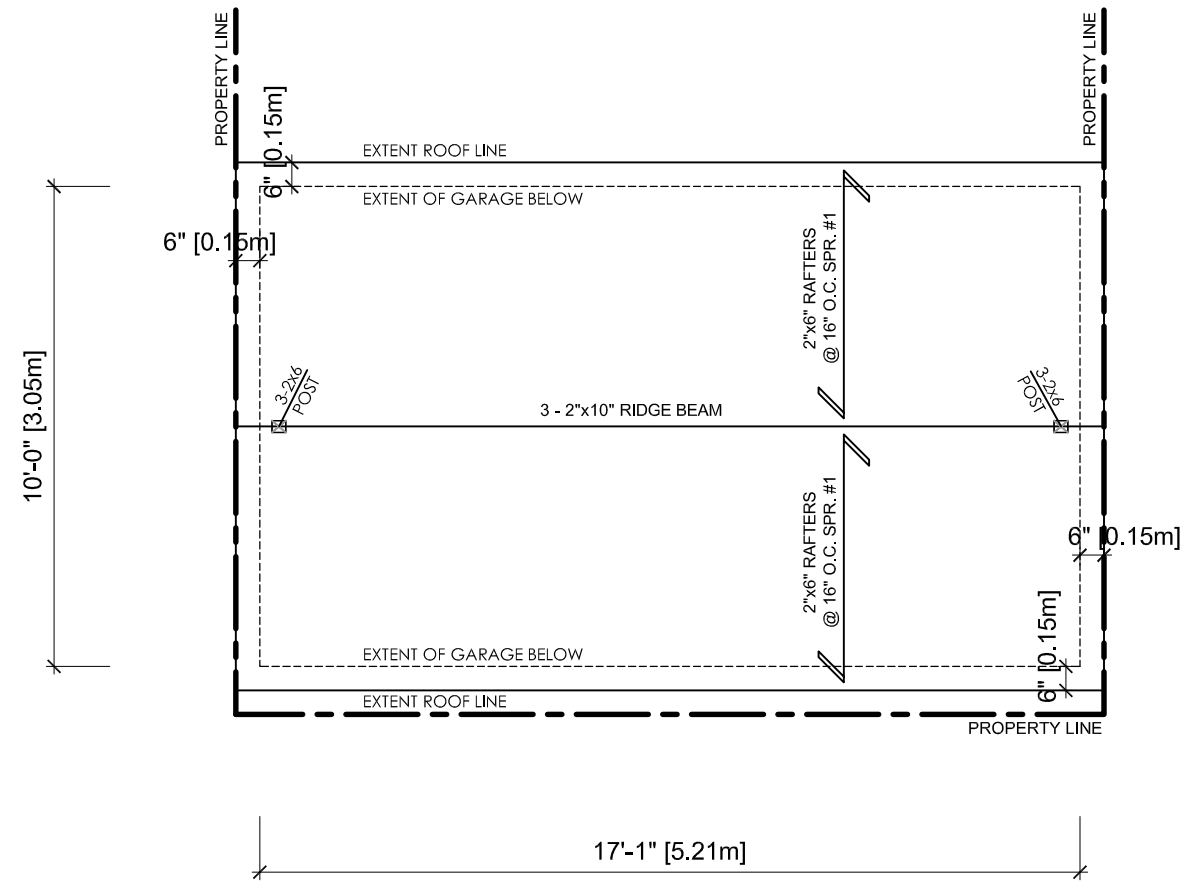 PROPERTY LINE
PROPERTY LINE
6" [0.15m]
EXTENT ROOF LINE
EXTENT OF GARAGE BELOW
6" [0.15m]
2"x6" RAFTERS
@ 16" O.C. SPR. #1
10'-0" [3.05m]
3-2x6
POST
3 - 2"x10" RIDGE BEAM
3-2x6
POST
2"x6" RAFTERS
@ 16" O.C. SPR. #1
6" [0.15m]
6" [0.15m]
EXTENT OF GARAGE BELOW
EXTENT ROOF LINE
PROPERTY LINE
17'-1" [5.21m]